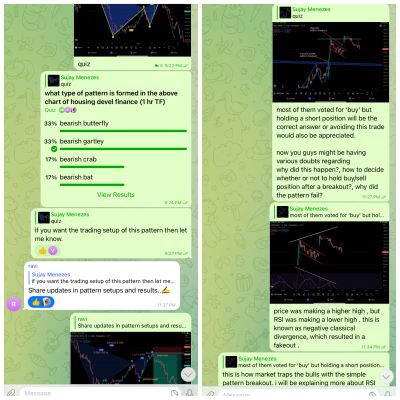 quiz
6 9:22 PM
Sujay Menezes
quiz
what type of pattern is formed in the above
chart of housing devel finance (1 hr TF)
Quiz
33% bearish butterfly
33% bearish gartley
17% bearish crab
17% bearish bat
View Results
9:24 PM
Sujay Menezes
quiz
if you want the trading setup of this pattern then let
me know.
9:27 PM
ravi
Sujay Menezes
if you want the trading setup of this pattern then let me...
Share updates in pattern setups and results..
11:37 PM
ravi
Share updates in pattern setups and resu...
Message
Sujay Menezes
quiz
most of them voted for 'buy' but
holding a short position will be the
correct answer or avoiding this trade
would also be appreciated.
now you guys might be having
various doubts regarding
why did this happen?, how to decide
whether or not to hold buy/sell
position after a breakout?, why did
the pattern fail?
11:27 PM
Sujay Menezes
most of them voted for 'buy' but hol...
price was making a higher high , but
RSI was making a lower high . this is
known as negative classical
divergence, which resulted in a
fakeout .
11:34 PM
Sujay Menezes
most of them voted for 'buy' but holding a short position...
this is how market traps the bulls with the simple
pattern breakout. i will be explaining more about RSI
Message